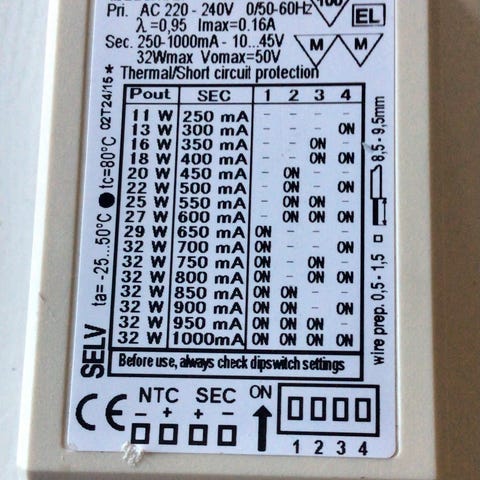 Pri. AC 220 - 240V 0/50-60Hz
λ =0,95 Imax=0.16A
Sec. 250-1000mA - 10...45V
32Wmax Vomax=50V
Thermal/Short circuit protection
100
EL
M M
Pout SEC 1 2 3 4
11 W 250 mA - - - -
13 W 300 mA - - - ON
16 W 350 mA - - ON -
18 W 400 mA - - ON ON
20 W 450 mA - ON - -
22 W 500 mA - ON - ON
25 W 550 mA - ON ON -
27 W 600 mA - ON ON ON
29 W 650 mA ON - - -
32 W 700 mA ON - - ON
32 W 750 mA ON - ON -
32 W 800 mA ON - ON ON
32 W 850 mA ON ON - -
32 W 900 mA ON ON - ON
32 W 950 mA ON ON ON -
32 W 1000mA ON ON ON ON
Before use, always check dipswitch settings
SELV
ta= -25...50°C ● tc=80°C 02T24/15*
wire prep. 0,5 - 1,5 □ 8,5 - 9,5mm
CE
NTC SEC ON
- + + -
1 2 3 4